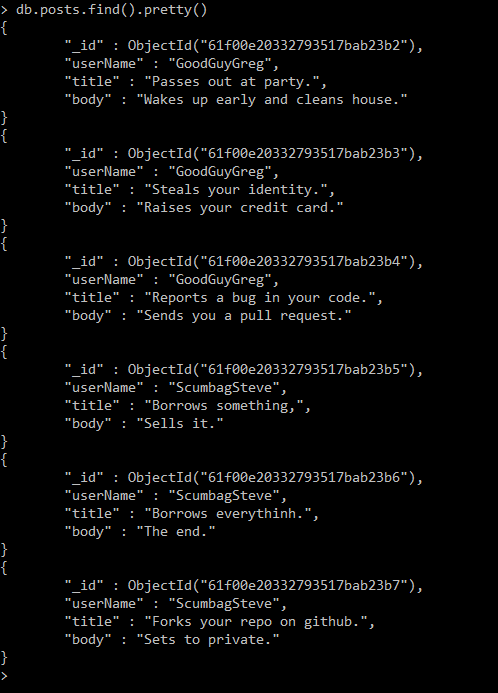 > db.posts.find().pretty()
{
"_id" : ObjectId("61f00e20332793517bab23b2"),
"userName" : "GoodGuyGreg",
"title" : "Passes out at party.",
"body" : "Wakes up early and cleans house."
}
{
"_id" : ObjectId("61f00e20332793517bab23b3"),
"userName" : "GoodGuyGreg",
"title" : "Steals your identity.",
"body" : "Raises your credit card."
}
{
"_id" : ObjectId("61f00e20332793517bab23b4"),
"userName" : "GoodGuyGreg",
"title" : "Reports a bug in your code.",
"body" : "Sends you a pull request."
}
{
"_id" : ObjectId("61f00e20332793517bab23b5"),
"userName" : "ScumbagSteve",
"title" : "Borrows something,",
"body" : "Sells it."
}
{
"_id" : ObjectId("61f00e20332793517bab23b6"),
"userName" : "ScumbagSteve",
"title" : "Borrows everythinh.",
"body" : "The end."
}
{
"_id" : ObjectId("61f00e20332793517bab23b7"),
"userName" : "ScumbagSteve",
"title" : "Forks your repo on github.",
"body" : "Sets to private."
}
>